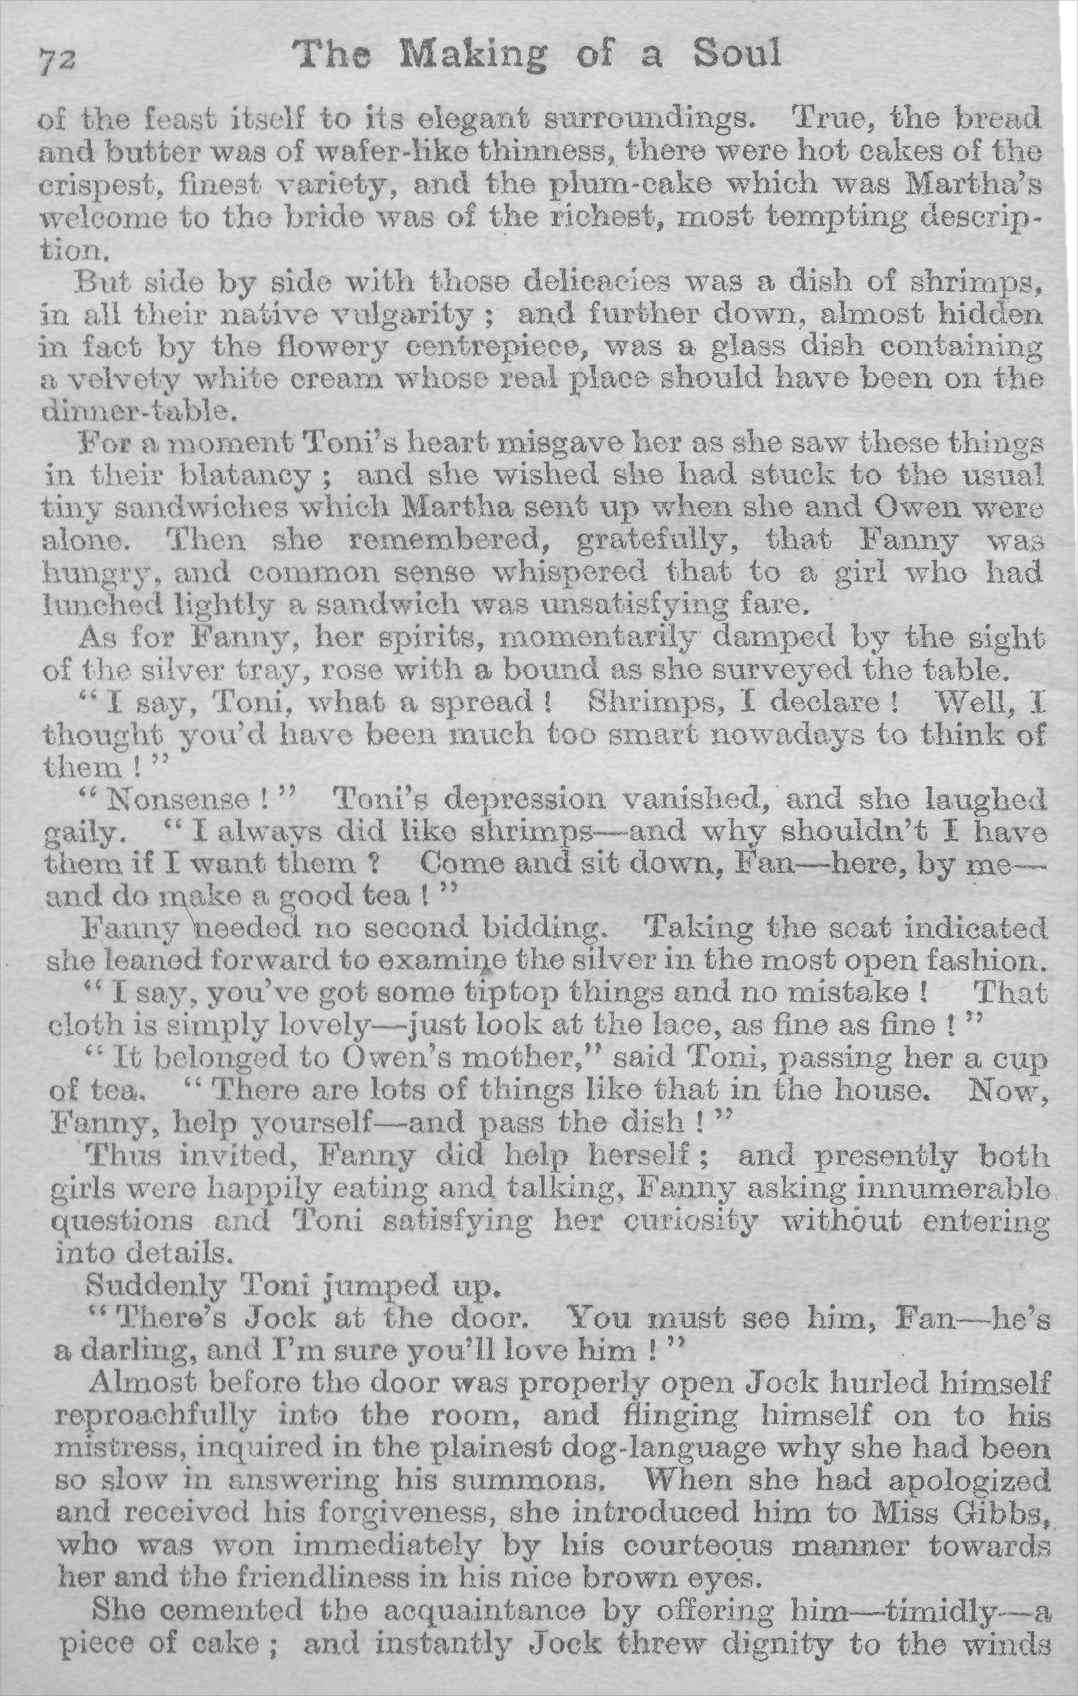 72 The Making of a Soul
of the feast itself to its elegant surroundings. True, the bread
and butter was of wafer-like thinness, there were hot cakes of the
crispest, finest variety, and the plum-cake which was Martha's
welcome to the bride was of the richest, most tempting descrip-
tion.
But side by side with those delicacies was a dish of shrimps,
in all their native vulgarity ; and further down, almost hidden
in fact by the flowery centrepiece, was a glass dish containing
a velvety white cream whose real place should have been on the
dinner-table.
For a moment Toni's heart misgave her as she saw these things
in their blatancy ; and she wished she had stuck to the usual
tiny sandwiches which Martha sent up when she and Owen were
alone. Then she remembered, gratefully, that Fanny was
hungry, and common sense whispered that to a girl who had
lunched lightly a sandwich was unsatisfying fare.
As for Fanny, her spirits, momentarily damped by the sight
of the silver tray, rose with a bound as she surveyed the table.
“ I say, Toni, what a spread ! Shrimps, I declare ! Well, I
thought you'd have been much too smart nowadays to think of
them ! ”
“ Nonsense ! ” Toni's depression vanished, and she laughed
gaily. “ I always did like shrimps—and why shouldn't I have
them if I want them ? Come and sit down, Fan—here, by me—
and do make a good tea ! ”
Fanny needed no second bidding. Taking the seat indicated
she leaned forward to examine the silver in the most open fashion.
“ I say, you've got some tiptop things and no mistake ! That
cloth is simply lovely—just look at the lace, as fine as fine ! ”
“ It belonged to Owen's mother,” said Toni, passing her a cup
of tea. “ There are lots of things like that in the house. Now,
Fanny, help yourself—and pass the dish ! ”
Thus invited, Fanny did help herself ; and presently both
girls were happily eating and talking, Fanny asking innumerable
questions and Toni satisfying her curiosity without entering
into details.
Suddenly Toni jumped up.
“ There's Jock at the door. You must see him, Fan—he's
a darling, and I'm sure you'll love him ! ”
Almost before the door was properly open Jock hurled himself
reproachfully into the room, and flinging himself on to his
mistress, inquired in the plainest dog-language why she had been
so slow in answering his summons. When she had apologized
and received his forgiveness, she introduced him to Miss Gibbs,
who was won immediately by his courteous manner towards
her and the friendliness in his nice brown eyes.
She cemented the acquaintance by offering him—timidly—a
piece of cake ; and instantly Jock threw dignity to the winds